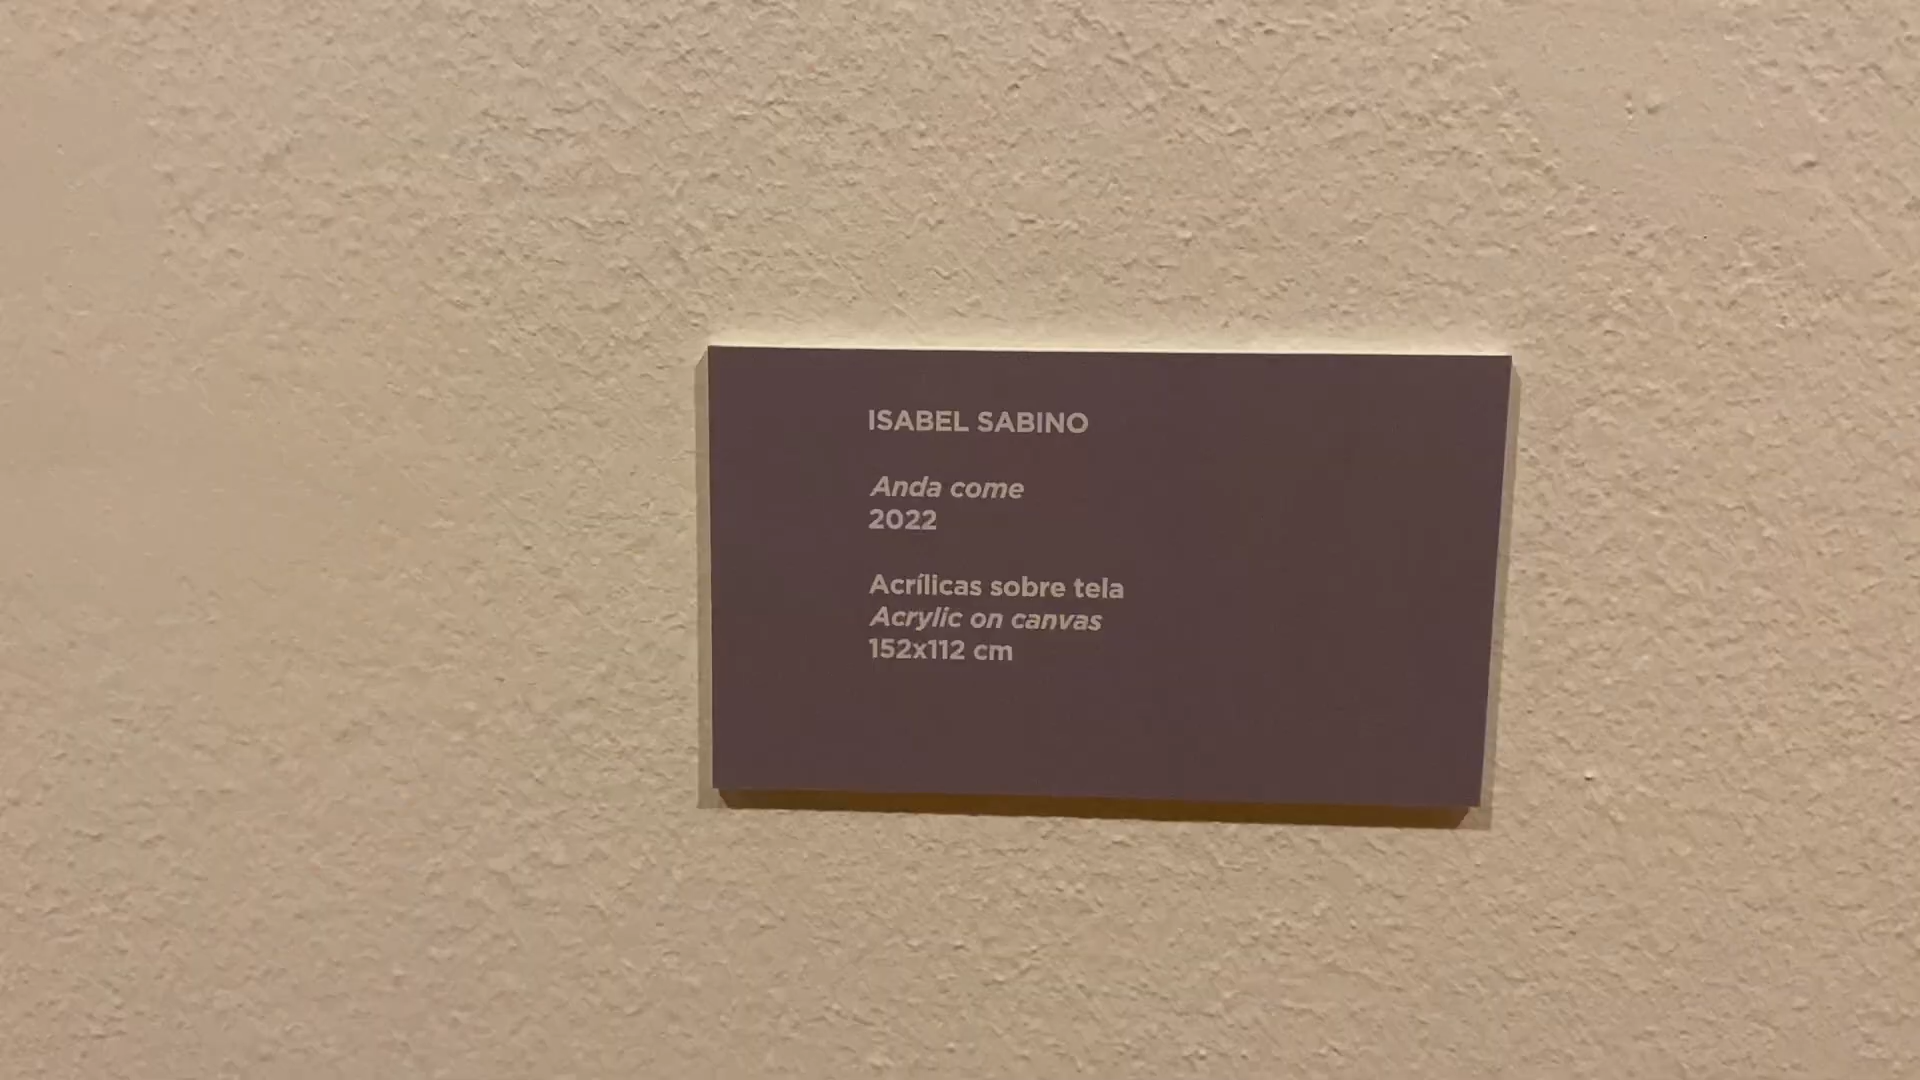 ISABEL SABINO
Anda come
2022
Acrílicas sobre tela
Acrylic on canvas
152x112 cm